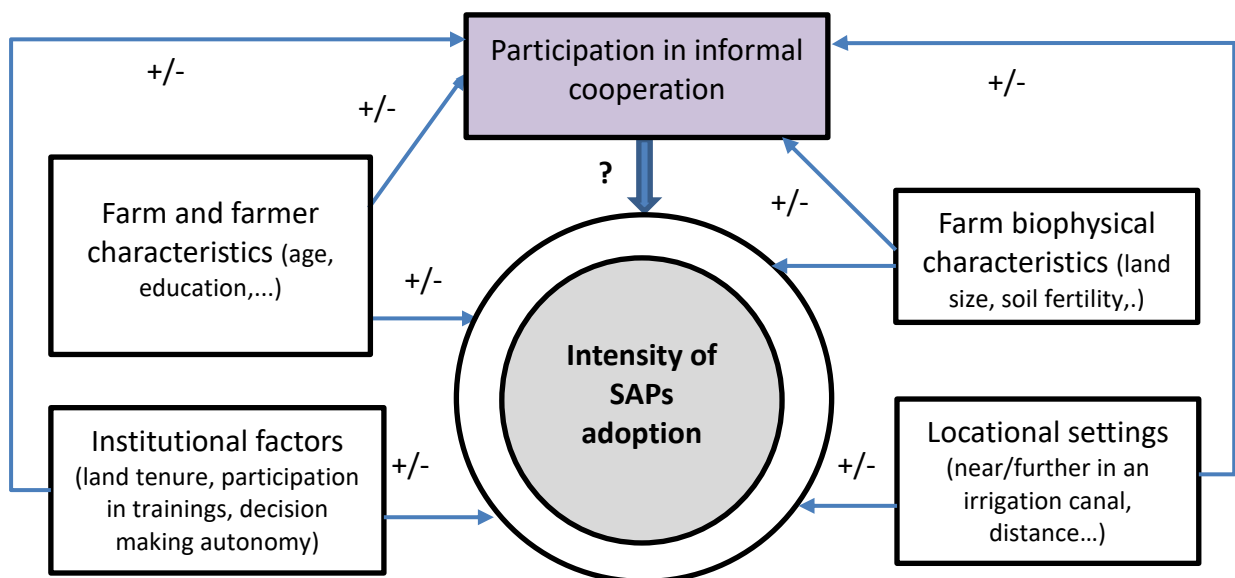 Participation in informal
cooperation
+/-
+/-
+/-
?
Farm and farmer
characteristics (age,
education,...)
+/-
+/-
Farm biophysical
characteristics (land
size, soil fertility,.)
Intensity of
SAPs
adoption
Institutional factors
(land tenure, participation
in trainings, decision
making autonomy)
+/-
+/-
Locational settings
(near/further in an
irrigation canal,
distance…)